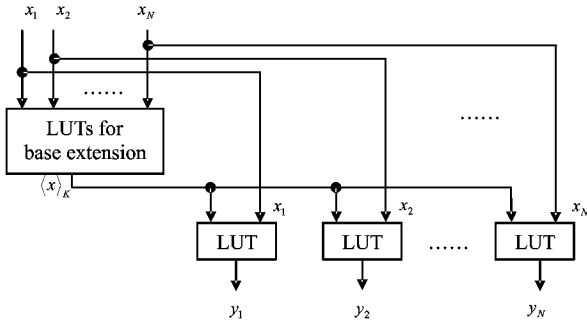 x1 x2 xN
......
LUTs for
base extension
......
⟨x⟩K
x1 x2 xN
LUT LUT ...... LUT
y1 y2 yN